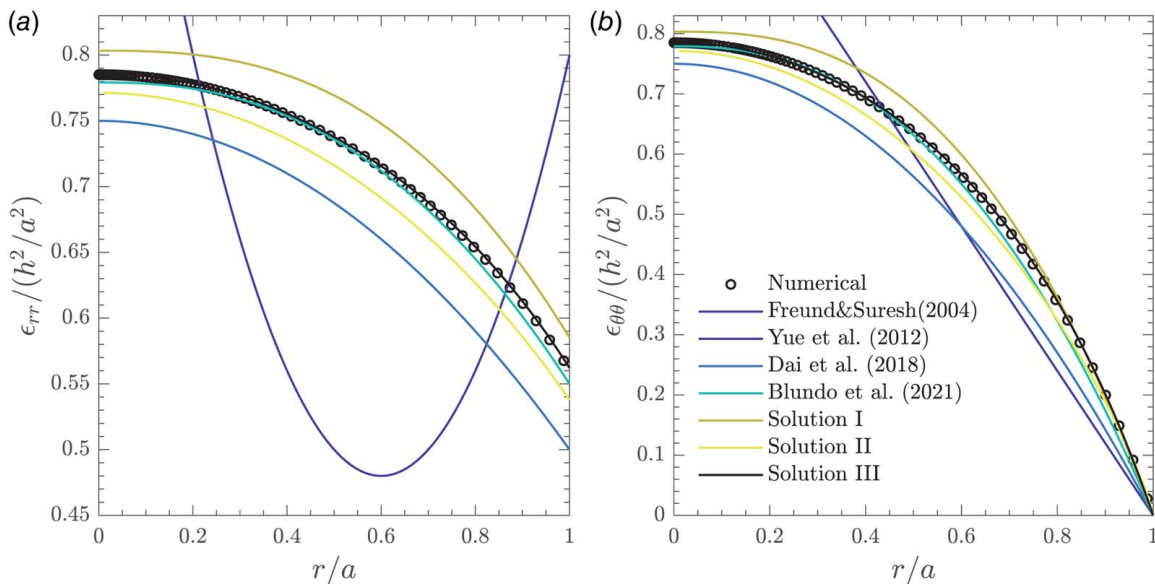 (a)
0.8
0.75
0.7
0.65
0.6
0.55
0.5
0.45
0
0.2
0.4
0.6
0.8
1
r/a
ϵrr/(h²/a²)
(b)
0.8
0.7
0.6
0.5
0.4
0.3
0.2
0.1
0
0
0.2
0.4
0.6
0.8
1
r/a
ϵθθ/(h²/a²)
Numerical
Freund&Suresh(2004)
Yue et al. (2012)
Dai et al. (2018)
Blundo et al. (2021)
Solution I
Solution II
Solution III